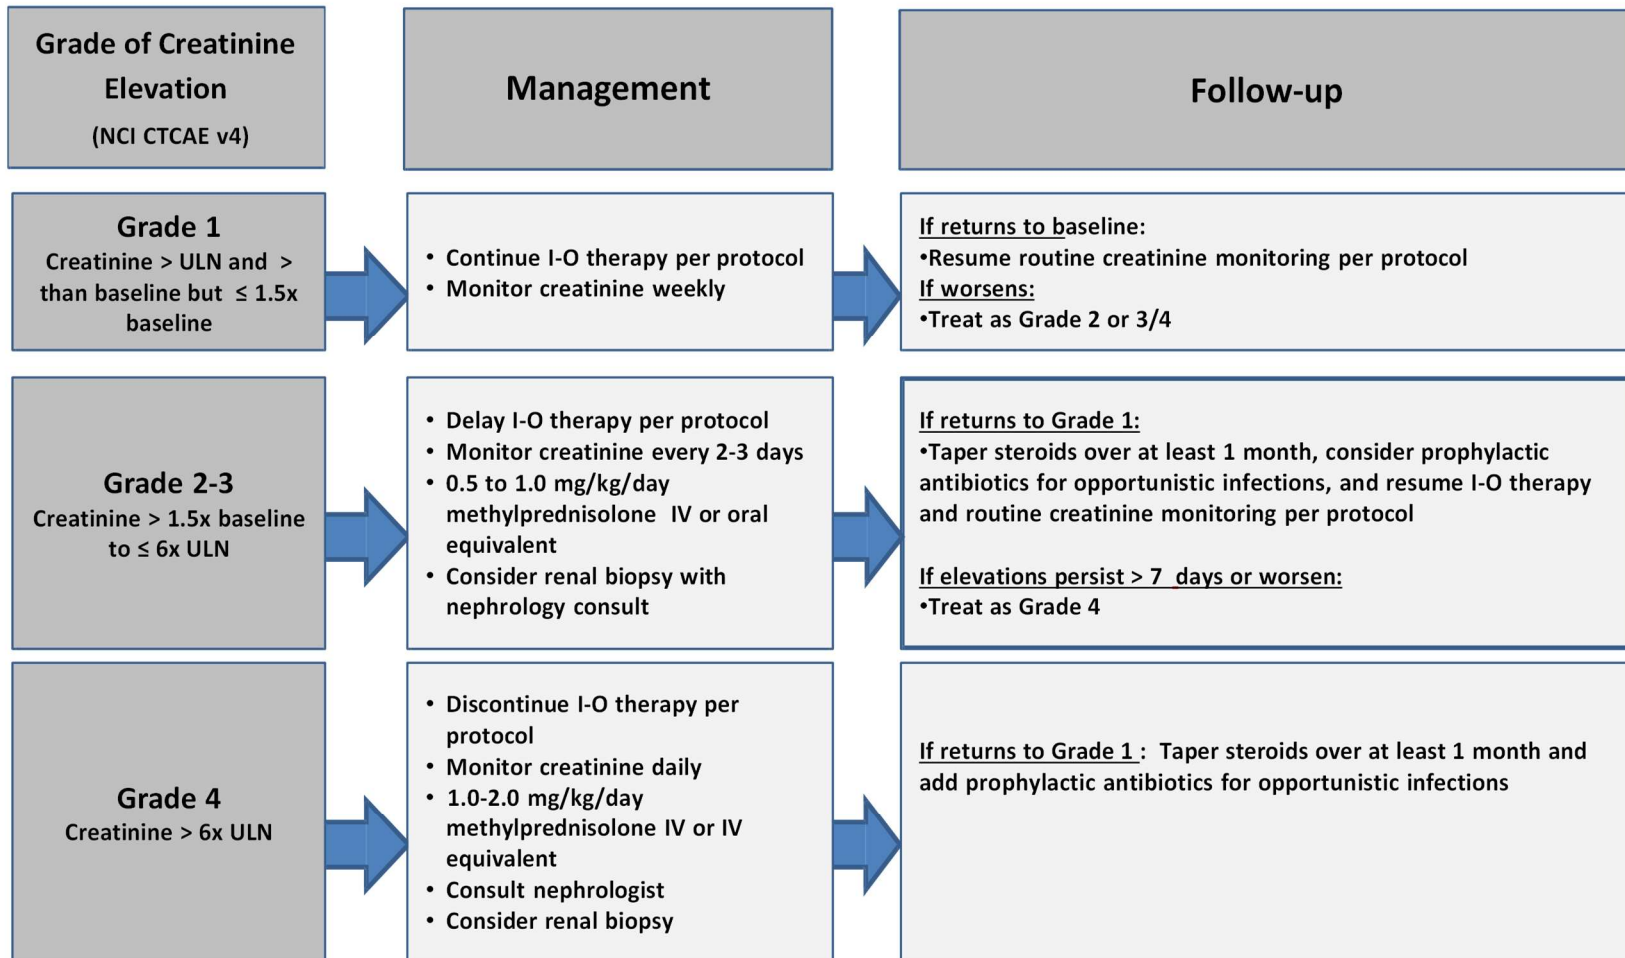 Grade of Creatinine
Elevation
(NCI CTCAE v4)
Management
Follow-up
Grade 1
Creatinine > ULN and >
than baseline but ≤ 1.5x
baseline
• Continue I-O therapy per protocol
• Monitor creatinine weekly
If returns to baseline:
•Resume routine creatinine monitoring per protocol
If worsens:
•Treat as Grade 2 or 3/4
Grade 2-3
Creatinine > 1.5x baseline
to ≤ 6x ULN
• Delay I-O therapy per protocol
• Monitor creatinine every 2-3 days
• 0.5 to 1.0 mg/kg/day
methylprednisolone IV or oral
equivalent
• Consider renal biopsy with
nephrology consult
If returns to Grade 1:
•Taper steroids over at least 1 month, consider prophylactic
antibiotics for opportunistic infections, and resume I-O therapy
and routine creatinine monitoring per protocol
If elevations persist > 7 days or worsen:
•Treat as Grade 4
Grade 4
Creatinine > 6x ULN
• Discontinue I-O therapy per
protocol
• Monitor creatinine daily
• 1.0-2.0 mg/kg/day
methylprednisolone IV or IV
equivalent
• Consult nephrologist
• Consider renal biopsy
If returns to Grade 1 : Taper steroids over at least 1 month and
add prophylactic antibiotics for opportunistic infections